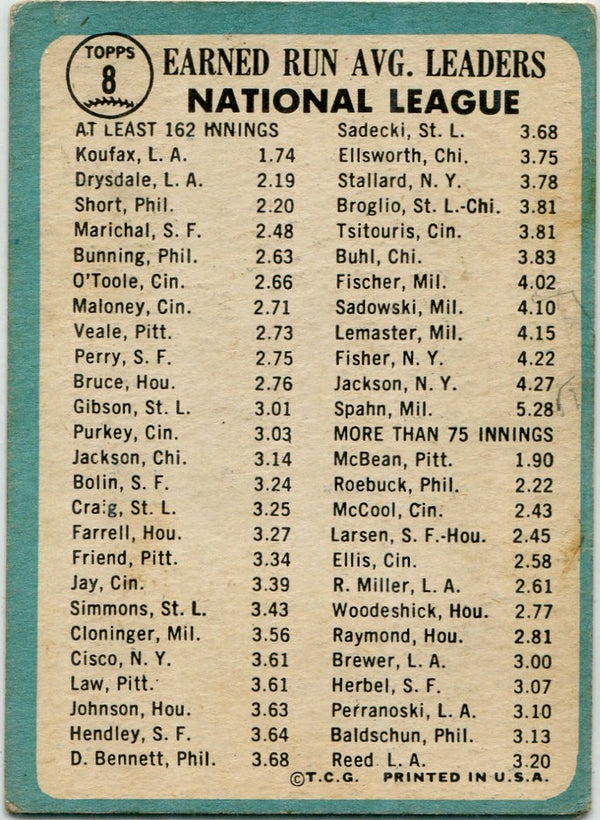 TOPPS
8
EARNED RUN AVG. LEADERS
NATIONAL LEAGUE
AT LEAST 162 INNINGS
Koufax, L. A. 1.74
Drysdale, L. A. 2.19
Short, Phil. 2.20
Marichal, S. F. 2.48
Bunning, Phil. 2.63
O'Toole, Cin. 2.66
Maloney, Cin. 2.71
Veale, Pitt. 2.73
Perry, S. F. 2.75
Bruce, Hou. 2.76
Gibson, St. L. 3.01
Purkey, Cin. 3.03
Jackson, Chi. 3.14
Bolin, S. F. 3.24
Craig, St. L. 3.25
Farrell, Hou. 3.27
Friend, Pitt. 3.34
Jay, Cin. 3.39
Simmons, St. L. 3.43
Cloninger, Mil. 3.56
Cisco, N. Y. 3.61
Law, Pitt. 3.61
Johnson, Hou. 3.63
Hendley, S. F. 3.64
D. Bennett, Phil. 3.68
Sadecki, St. L. 3.68
Ellsworth, Chi. 3.75
Stallard, N. Y. 3.78
Broglio, St. L.-Chi. 3.81
Tsitouris, Cin. 3.81
Buhl, Chi. 3.83
Fischer, Mil. 4.02
Sadowski, Mil. 4.10
Lemaster, Mil. 4.15
Fisher, N. Y. 4.22
Jackson, N. Y. 4.27
Spahn, Mil. 5.28
MORE THAN 75 INNINGS
McBean, Pitt. 1.90
Roebuck, Phil. 2.22
McCool, Cin. 2.43
Larsen, S. F.-Hou. 2.45
Ellis, Cin. 2.58
R. Miller, L. A. 2.61
Woodeshick, Hou. 2.77
Raymond, Hou. 2.81
Brewer, L. A. 3.00
Herbel, S. F. 3.07
Perranoski, L. A. 3.10
Baldschun, Phil. 3.13
Reed L. A. 3.20
©T.C.G. PRINTED IN U.S.A.